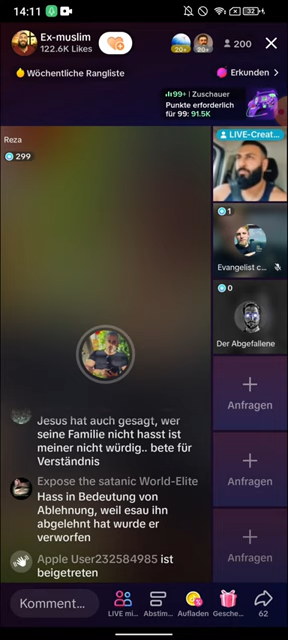 14:11
Ex-muslim
122.6K Likes
20+
20+
200
Wöchentliche Rangliste
Erkunden
99+ | Zuschauer
Punkte erforderlich
für 99: 91.5K
Reza
299
LIVE-Creat...
1
Evangelist c...
0
Der Abgefallene
Anfragen
Anfragen
Anfragen
Jesus hat auch gesagt, wer
seine Familie nicht hasst ist
meiner nicht würdig.. bete für
Verständnis
Expose the satanic World-Elite
Hass in Bedeutung von
Ablehnung, weil esau ihn
abgelehnt hat wurde er
verworfen
Apple User232584985 ist
beigetreten
Komment...
LIVE mi...
Abstim...
Aufladen
Gesche...
62